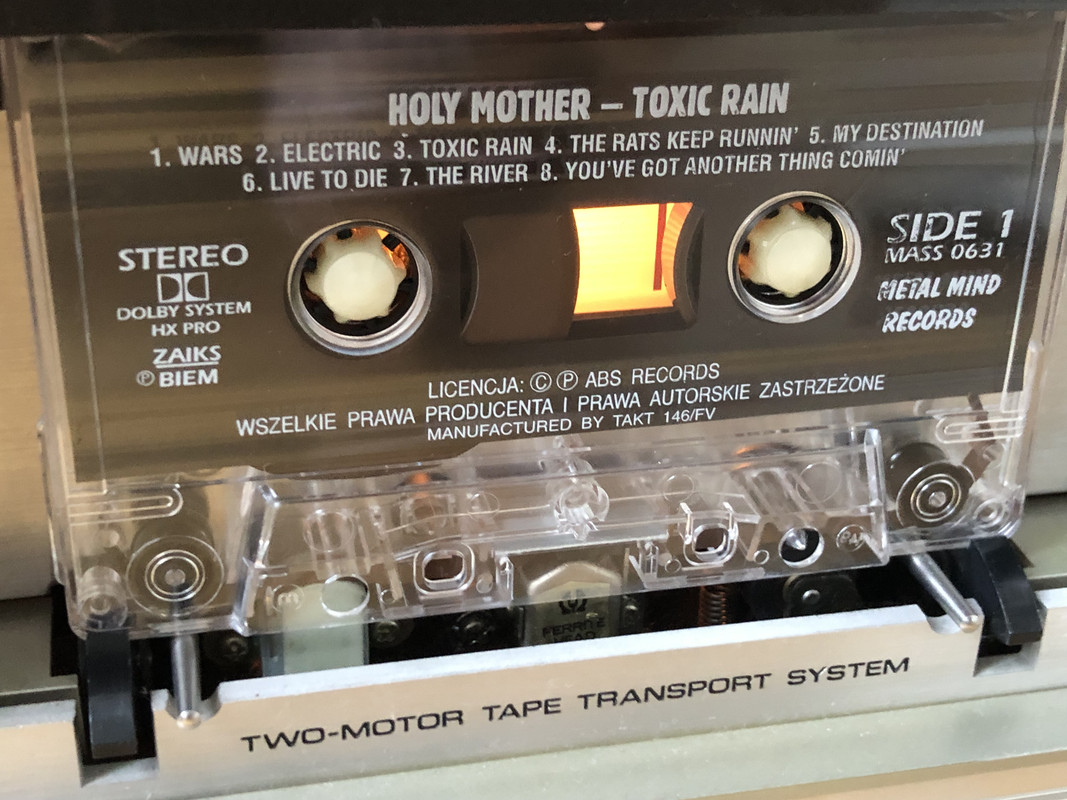 HOLY MOTHER – TOXIC RAIN
1. WARS 2. ELECTRIC 3. TOXIC RAIN 4. THE RATS KEEP RUNNIN' 5. MY DESTINATION
6. LIVE TO DIE 7. THE RIVER 8. YOU'VE GOT ANOTHER THING COMIN'
STEREO
DOLBY SYSTEM
HX PRO
ZAIKS
Ⓟ BIEM
SIDE 1
MASS 0631
METAL MIND
RECORDS
LICENCJA: Ⓒ Ⓟ ABS RECORDS
WSZELKIE PRAWA PRODUCENTA I PRAWA AUTORSKIE ZASTRZEŻONE
MANUFACTURED BY TAKT 146/FV
FERRITE
HEAD
TWO-MOTOR TAPE TRANSPORT SYSTEM